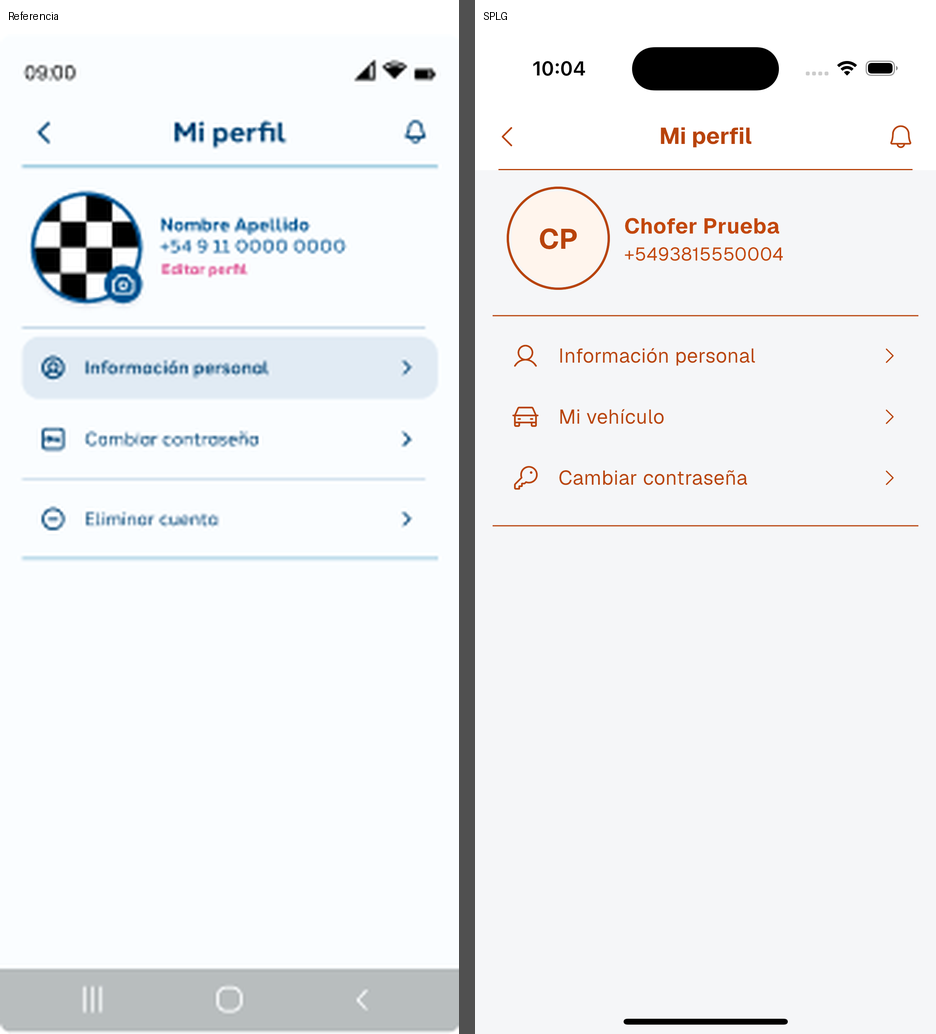 Referencia
09:00
Mi perfil
Nombre Apellido
+54 9 11 0000 0000
Editar perfil
Información personal
Cambiar contraseña
Eliminar cuenta
SPLG
10:04
Mi perfil
CP
Chofer Prueba
+5493815550004
Información personal
Mi vehículo
Cambiar contraseña